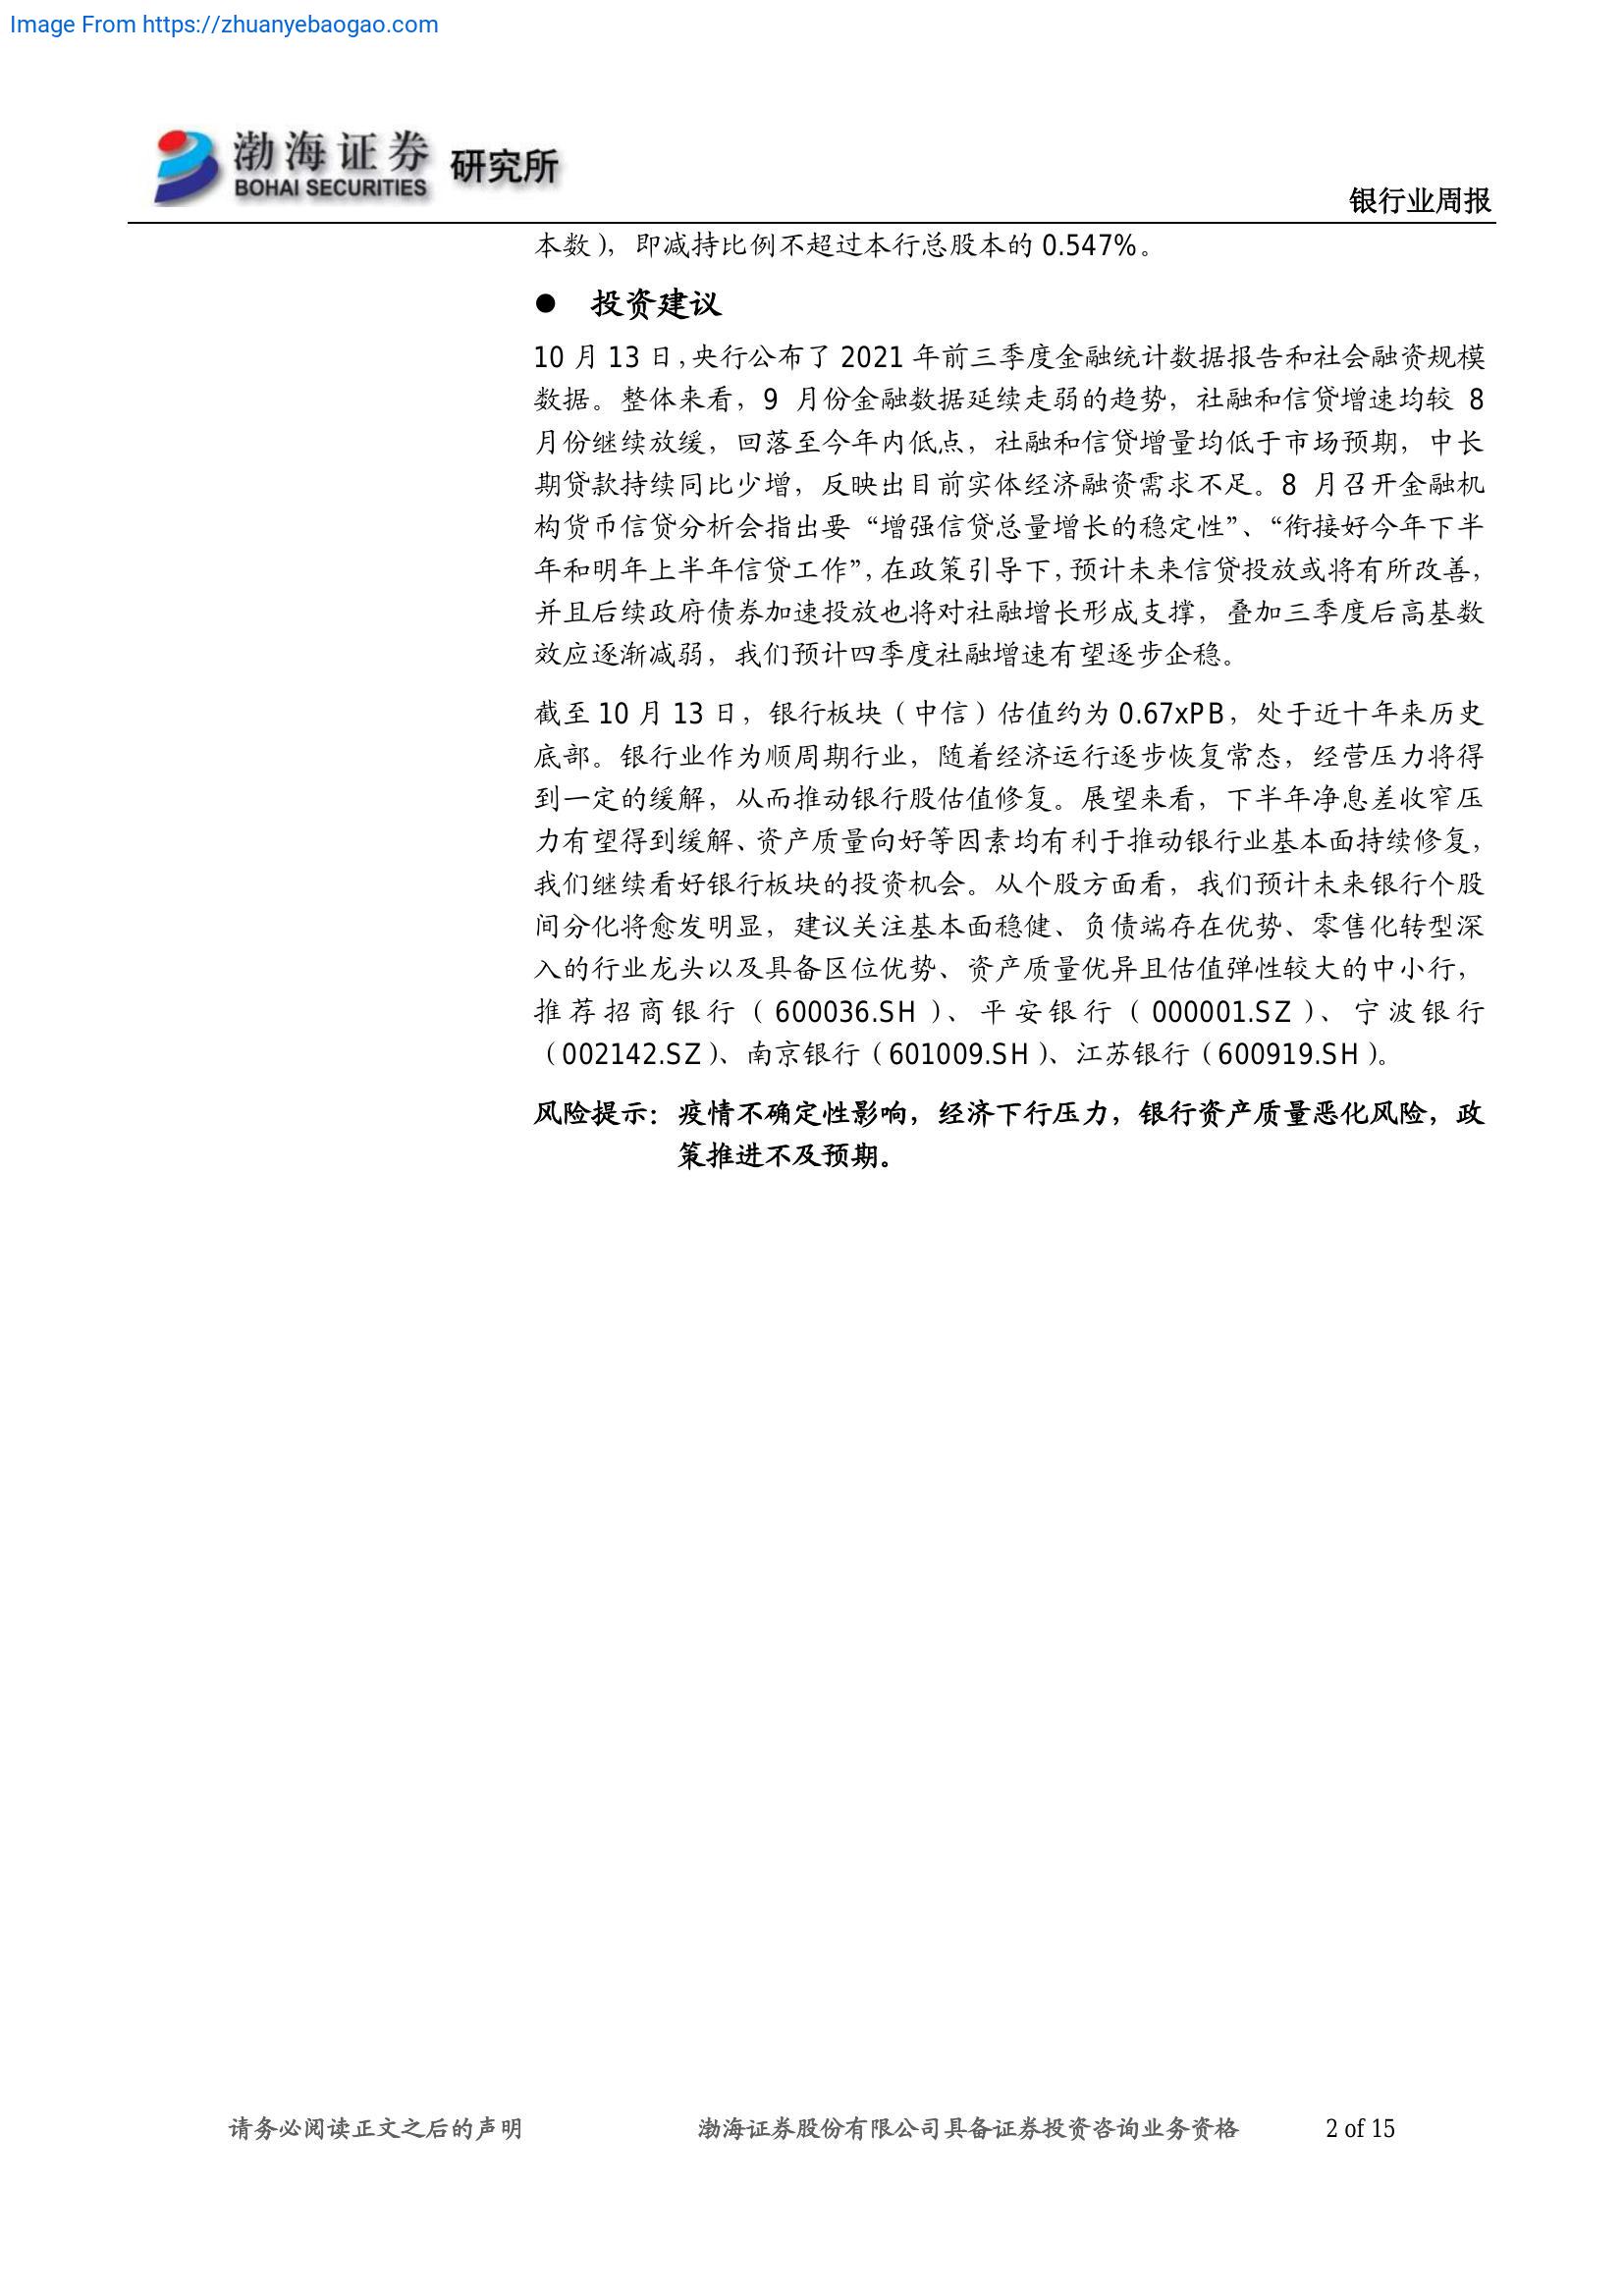 Image From https://zhuanyebaogao.com
渤海证券 研究所
BOHAI SECURITIES
银行业周报
本数），即减持比例不超过本行总股本的 0.547%。
● 投资建议
10 月 13 日，央行公布了 2021 年前三季度金融统计数据报告和社会融资规模
数据。整体来看，9 月份金融数据延续走弱的趋势，社融和信贷增速均较 8
月份继续放缓，回落至今年内低点，社融和信贷增量均低于市场预期，中长
期贷款持续同比少增，反映出目前实体经济融资需求不足。8 月召开金融机
构货币信贷分析会指出要“增强信贷总量增长的稳定性”、“衔接好今年下半
年和明年上半年信贷工作”，在政策引导下，预计未来信贷投放或将有所改善，
并且后续政府债券加速投放也将对社融增长形成支撑，叠加三季度后高基数
效应逐渐减弱，我们预计四季度社融增速有望逐步企稳。
截至 10 月 13 日，银行板块（中信）估值约为 0.67xPB，处于近十年来历史
底部。银行业作为顺周期行业，随着经济运行逐步恢复常态，经营压力将得
到一定的缓解，从而推动银行股估值修复。展望来看，下半年净息差收窄压
力有望得到缓解、资产质量向好等因素均有利于推动银行业基本面持续修复，
我们继续看好银行板块的投资机会。从个股方面看，我们预计未来银行个股
间分化将愈发明显，建议关注基本面稳健、负债端存在优势、零售化转型深
入的行业龙头以及具备区位优势、资产质量优异且估值弹性较大的中小行，
推荐招商银行（600036.SH）、平安银行（000001.SZ）、宁波银行
（002142.SZ）、南京银行（601009.SH）、江苏银行（600919.SH）。
风险提示：疫情不确定性影响，经济下行压力，银行资产质量恶化风险，政
策推进不及预期。
请务必阅读正文之后的声明 渤海证券股份有限公司具备证券投资咨询业务资格 2 of 15